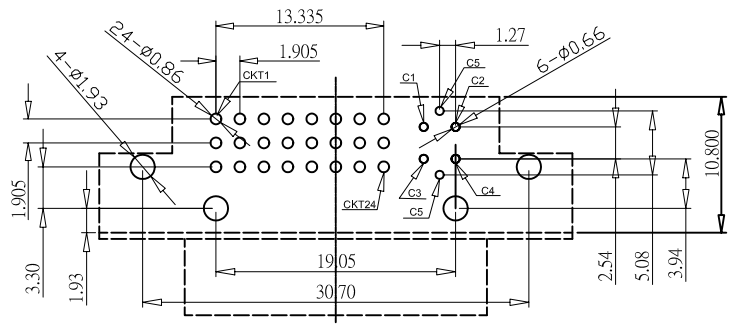 13.335
1.27
24-Ø0.86
1.905
6-Ø0.66
4-Ø1.93
CKT1
C5
C1
C2
10.800
1.905
C3
C4
C5
CKT24
3.30
1.93
19.05
30.70
2.54
5.08
3.94